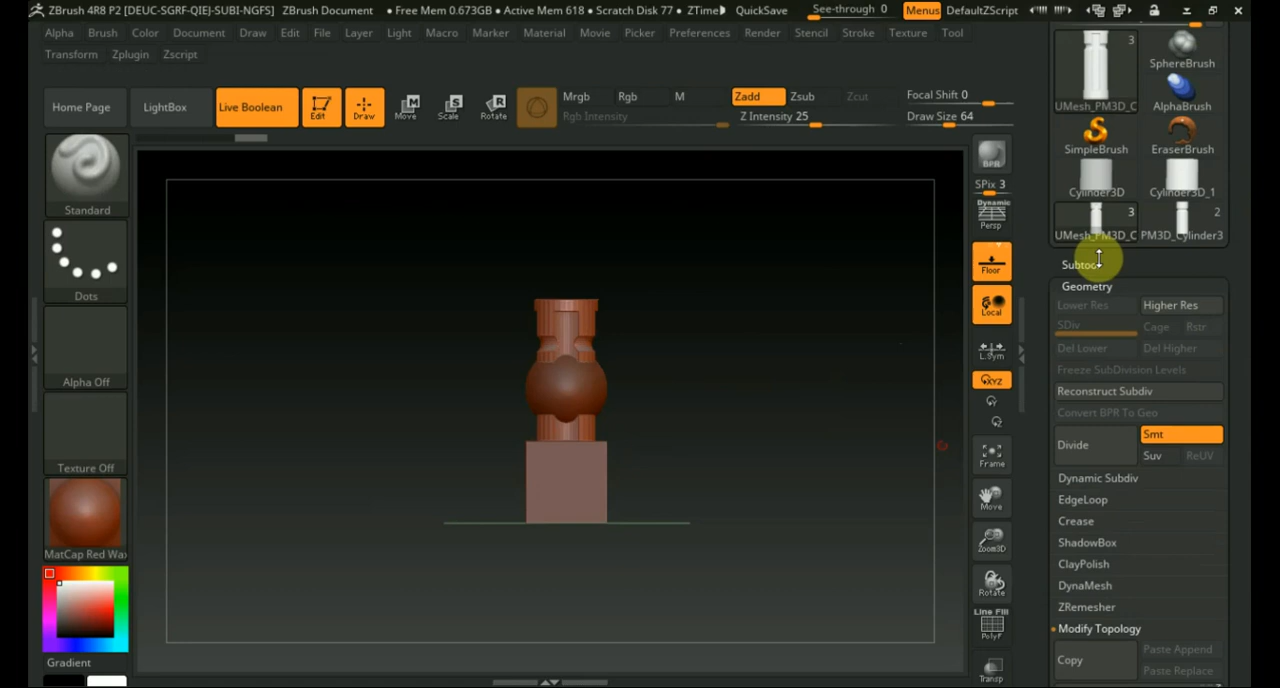 ZBrush 4R8 P2 [DEUC-SGRF-QIEJ-SUBI-NGFS] ZBrush Document • Free Mem 0.673GB • Active Mem 618 • Scratch Disk 77 • ZTime QuickSave See-through 0 Menus DefaultZScript
Alpha Brush Color Document Draw Edit File Layer Light Macro Marker Material Movie Picker Preferences Render Stencil Stroke Texture Tool
Transform Zplugin Zscript
Home Page LightBox Live Boolean Edit Draw Move Scale Rotate
Mrgb Rgb M Zadd Zsub Zcut Focal Shift 0
Rgb Intensity Z Intensity 25 Draw Size 64
Standard
Dots
Alpha Off
Texture Off
MatCap Red Wax
Gradient
BPR
SPix 3
Dynamic
Persp
Floor
Local
L.Sym
XYZ
Y
Z
Frame
Move
Zoom3D
Rotate
Line Fill
PolyF
Transp
3
UMesh_PM3D_C SphereBrush
AlphaBrush
SimpleBrush EraserBrush
Cylinder3D Cylinder3D_1
3 2
UMesh_PM3D_C PM3D_Cylinder3
Subtool
Geometry
Lower Res Higher Res
SDiv Cage Rstr
Del Lower Del Higher
Freeze SubDivision Levels
Reconstruct Subdiv
Convert BPR To Geo
Divide Smt
Suv ReUV
Dynamic Subdiv
EdgeLoop
Crease
ShadowBox
ClayPolish
DynaMesh
ZRemesher
Modify Topology
Copy Paste Append
Paste Replace